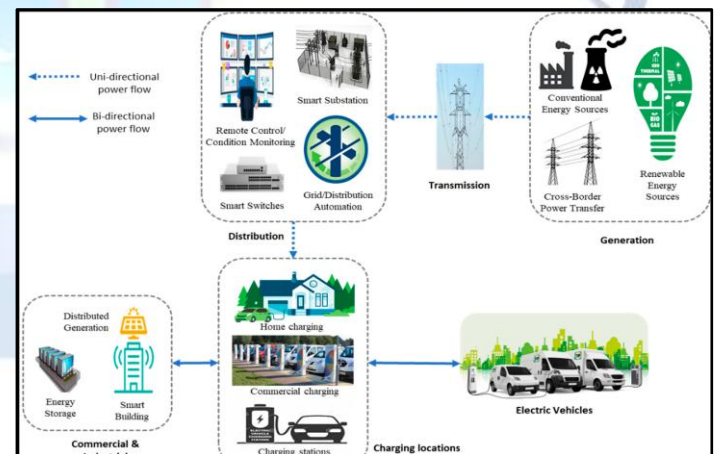 Uni-directional
power flow
Bi-directional
power flow
Remote Control/
Condition Monitoring
Smart Substation
Smart Switches
Grid/Distribution
Automation
Distribution
Transmission
Conventional
Energy Sources
Cross-Border
Power Transfer
Renewable
Energy
Sources
Generation
Distributed
Generation
Energy
Storage
Smart
Building
Commercial &
Home charging
Commercial charging
Charging stations
Charging locations
Electric Vehicles